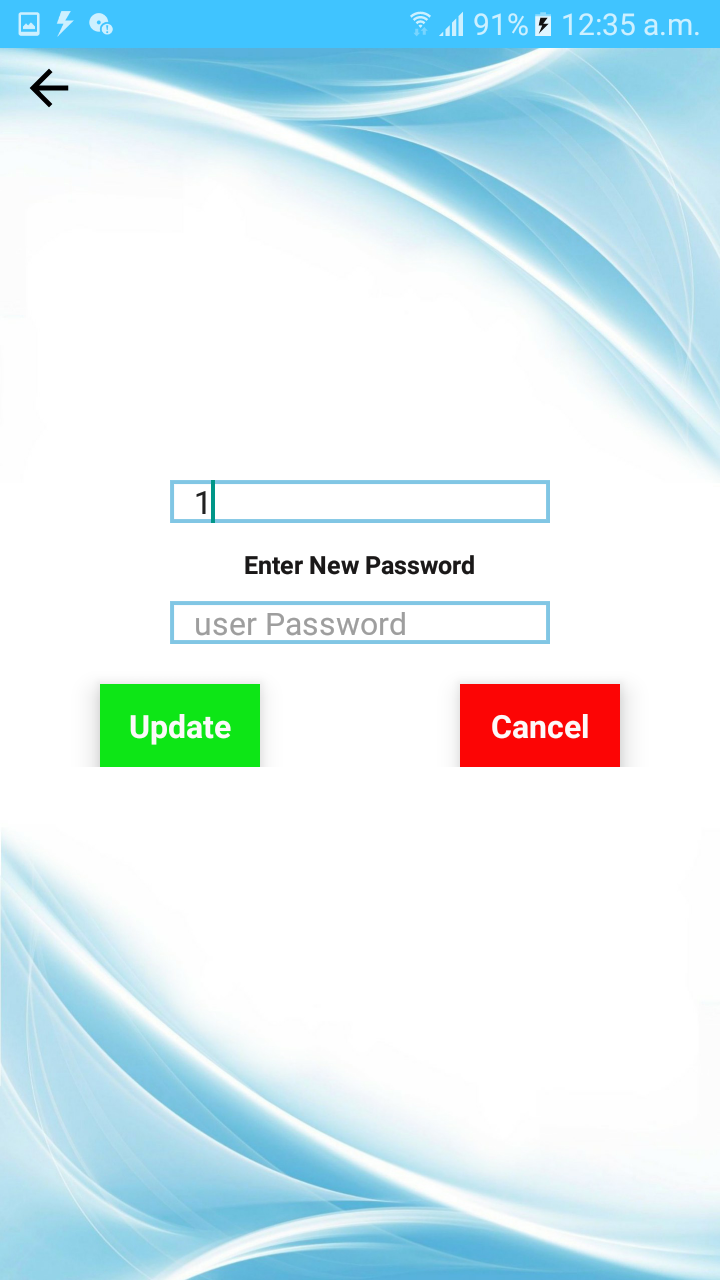 91% 12:35 a.m.
1
Enter New Password
user Password
Update Cancel